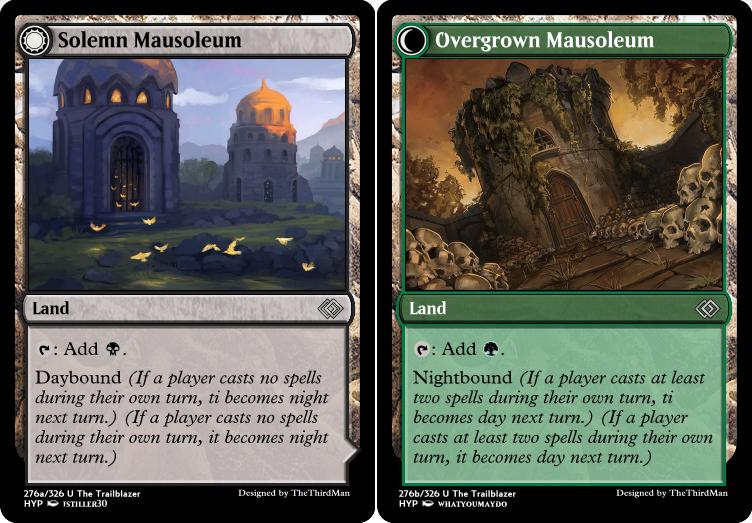 Solemn Mausoleum
Land
: Add .
Daybound (If a player casts no spells
during their own turn, ti becomes night
next turn.) (If a player casts no spells
during their own turn, it becomes night
next turn.)
276a/326 U The Trailblazer
HYP 1STILLER30
Designed by TheThirdMan
Overgrown Mausoleum
Land
: Add .
Nightbound (If a player casts at least
two spells during their own turn, ti
becomes day next turn.) (If a player
casts at least two spells during their own
turn, it becomes day next turn.)
276b/326 U The Trailblazer
HYP WHATYOUMAYDO
Designed by TheThirdMan